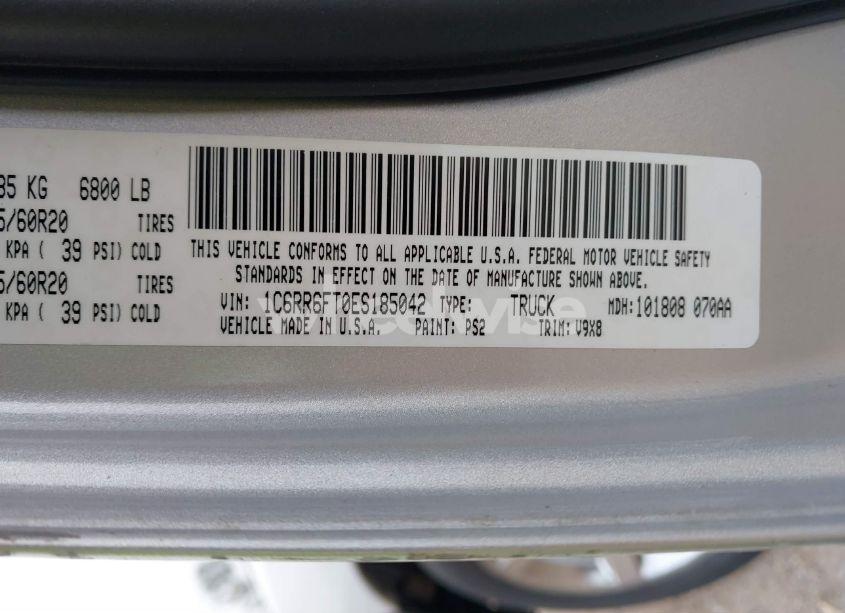 85 KG 6800 LB
5/60R20 TIRES
KPA ( 39 PSI) COLD
5/60R20 TIRES
KPA ( 39 PSI) COLD
THIS VEHICLE CONFORMS TO ALL APPLICABLE U.S.A. FEDERAL MOTOR VEHICLE SAFETY
STANDARDS IN EFFECT ON THE DATE OF MANUFACTURE SHOWN ABOVE.
VIN: 1C6RR6FT0ES185042 TYPE: TRUCK MDH: 101808 070AA
VEHICLE MADE IN U.S.A. PAINT: PS2 TRIM: V9X8